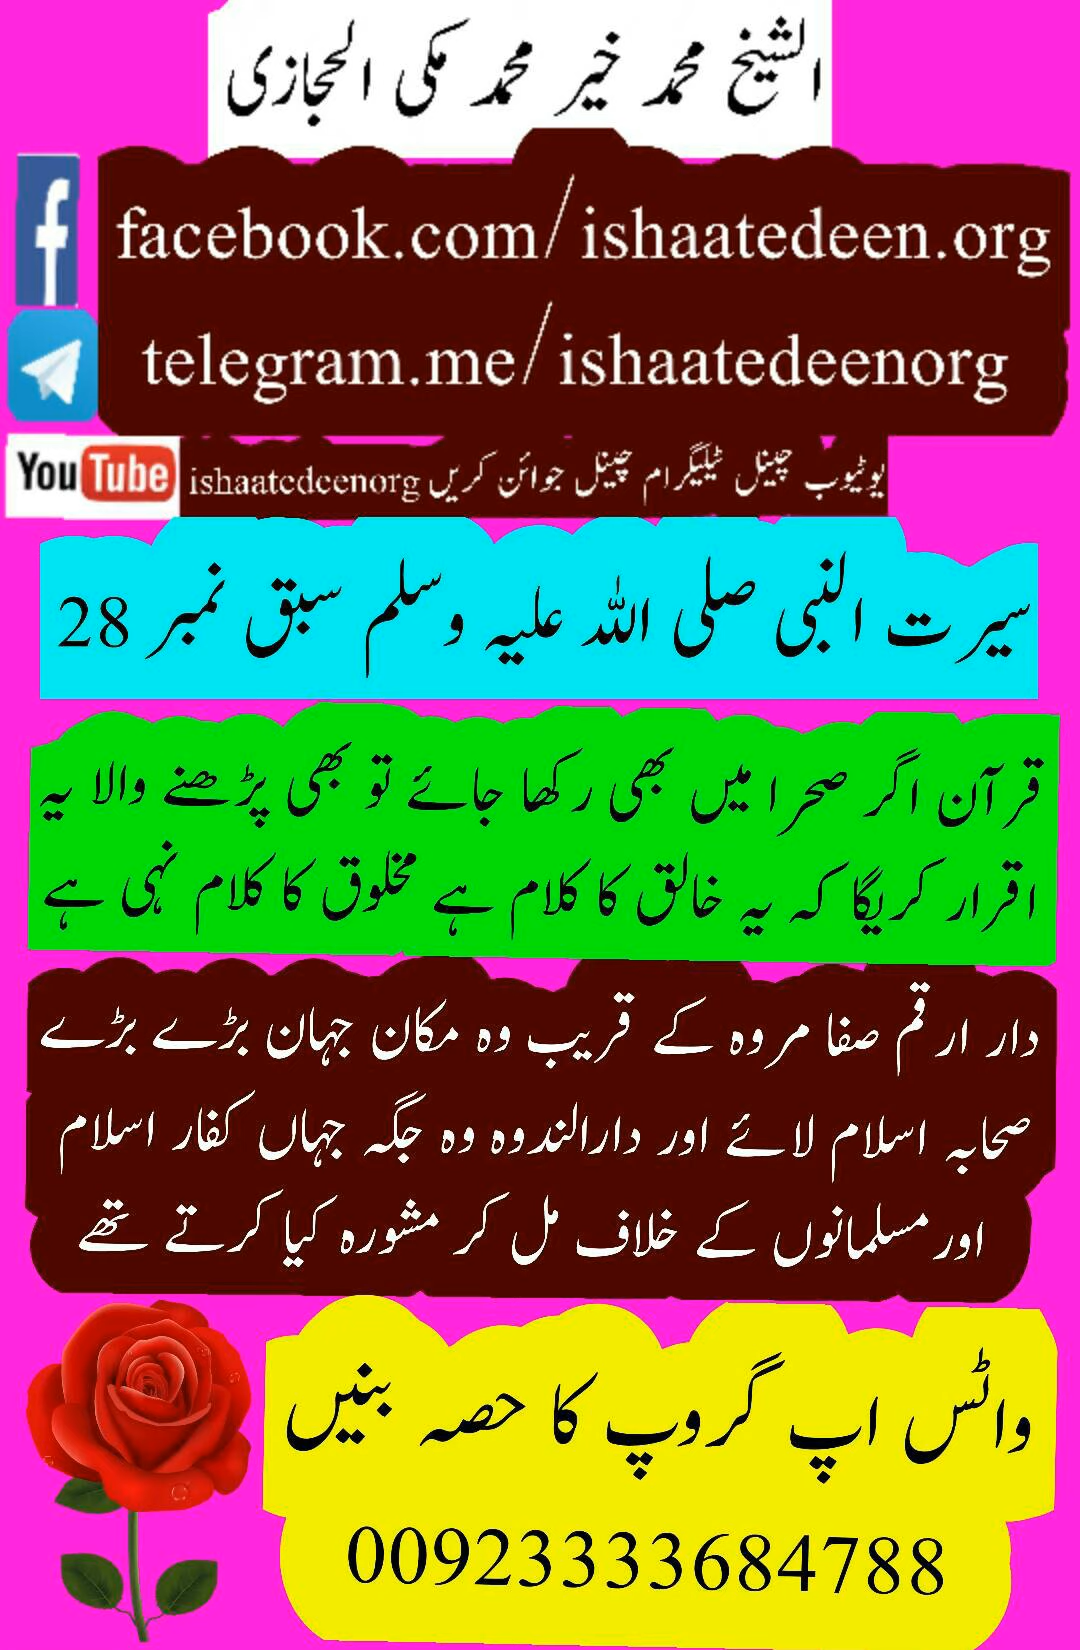 الشیخ محمد خیر محمد مکی الحجازی
facebook.com/ishaatedeen.org
telegram.me/ishaatedeenorg
YouTube یوٹیوب چینل ٹیلیگرام چینل جوائن کریں ishaatedeenorg
سیرت النبی صلی اللہ علیہ وسلم سبق نمبر 28
قرآن اگر صحرا میں بھی رکھا جائے تو بھی پڑھنے والا یہ
اقرار کریگا کہ یہ خالق کا کلام ہے مخلوق کا کلام نہی ہے
دار ارقم صفا مروہ کے قریب وہ مکان جہان بڑے بڑے
صحابہ اسلام لائے اور دارالندوہ وہ جگہ جہاں کفار اسلام
اور مسلمانوں کے خلاف مل کر مشورہ کیا کرتے تھے
واٹس اپ گروپ کا حصہ بنیں
00923333684788